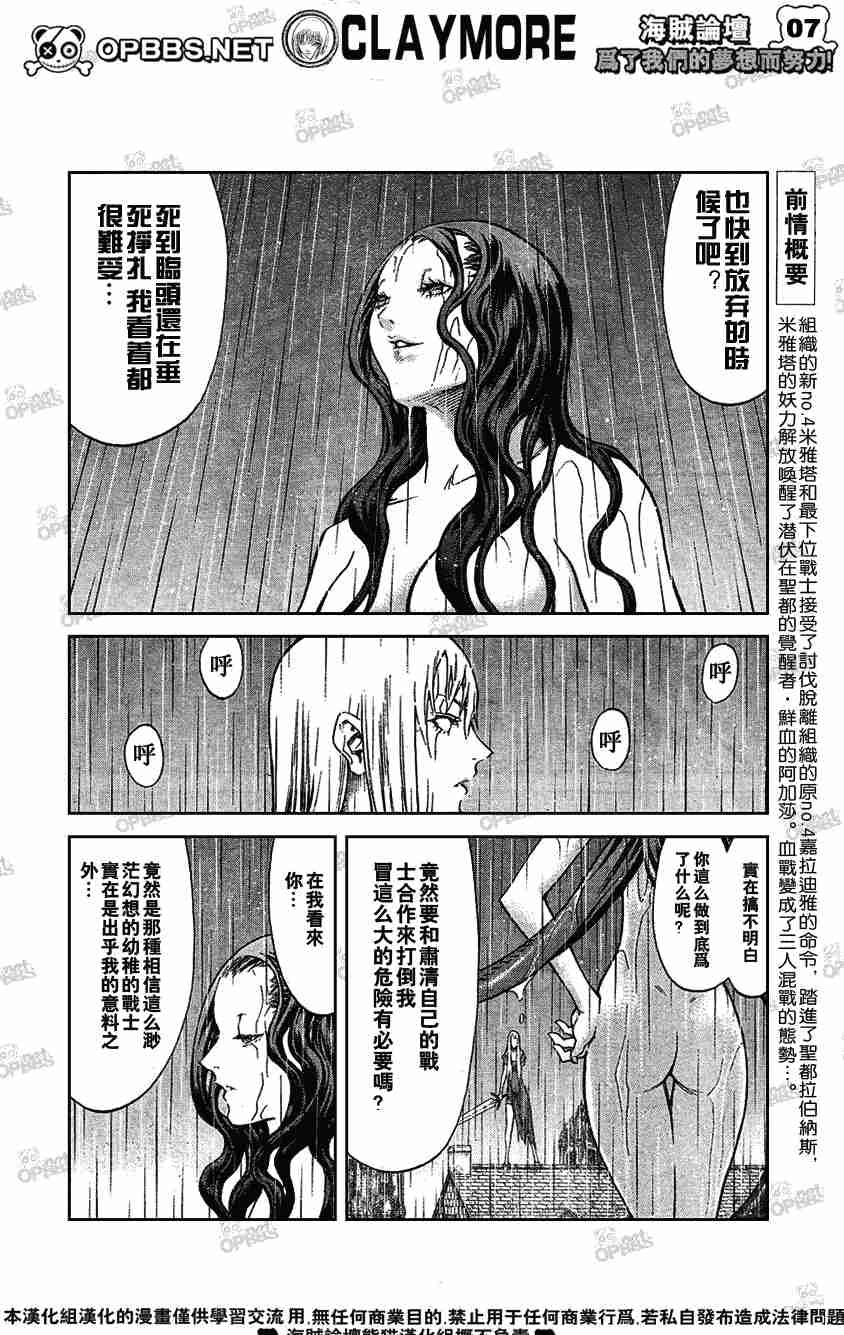 OPBBS.NET
CLAYMORE
海賊論壇
07
爲了我們的夢想而努力!
前情概要
組織的新no.4米雅塔和最下位戰士接受了討伐脫離組織的原no.4嘉拉迪雅的命令，踏進了聖都拉伯納斯，
米雅塔的妖力解放喚醒了潛伏在聖都的覺醒者．鮮血的阿加莎。血戰變成了三人混戰的態勢…。
也快到放弃的時
候了吧？
死到臨頭還在垂
死掙扎 我看着都
很難受…
呼
呼
呼
呼
實在搞不明白
你這么做到底爲
了什么呢？
竟然要和肅清自己的戰
士合作來打倒我
冒這么大的危險有必要嗎？
在我看來
你…
竟然是那種相信這么渺
茫幻想的幼稚的戰士
實在是出乎我的意料之
外…
本漢化組漢化的漫畫僅供學習交流用.無任何商業目的.禁止用于任何商業行爲.若私自發布造成法律問題
海賊論壇熊猫漢化組概不負責